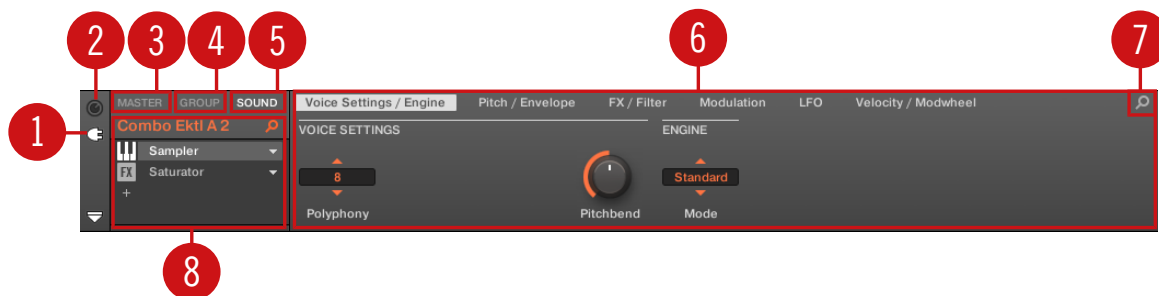 2 3 4 5 6 7
1
MASTER GROUP SOUND
Combo Ektl A 2
Sampler
FX Saturator
+
Voice Settings / Engine Pitch / Envelope FX / Filter Modulation LFO Velocity / Modwheel
VOICE SETTINGS ENGINE
8 Standard
Polyphony Pitchbend Mode
8